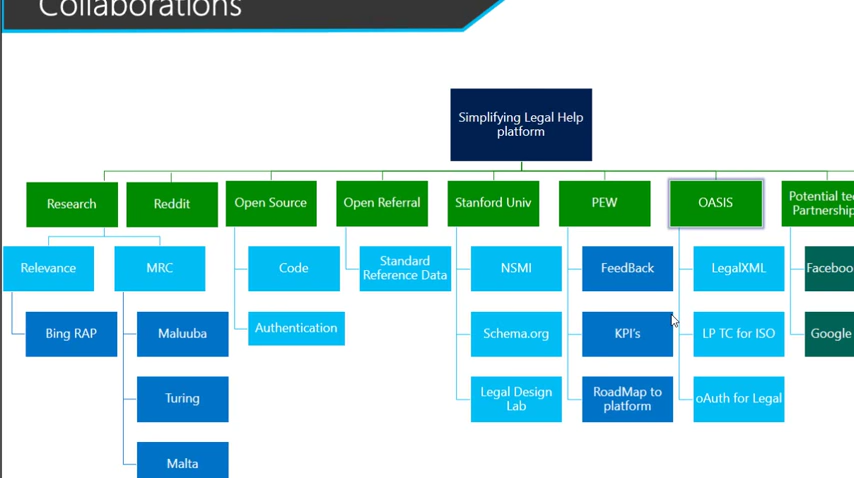 Collaborations
Simplifying Legal Help
platform
Research
Reddit
Open Source
Open Referral
Stanford Univ
PEW
OASIS
Potential tec
Partnership
Relevance
MRC
Code
Standard
Reference Data
NSMI
FeedBack
LegalXML
Faceboo
Bing RAP
Maluuba
Authentication
Schema.org
KPI's
LP TC for ISO
Google
Turing
Legal Design
Lab
RoadMap to
platform
oAuth for Legal
Malta